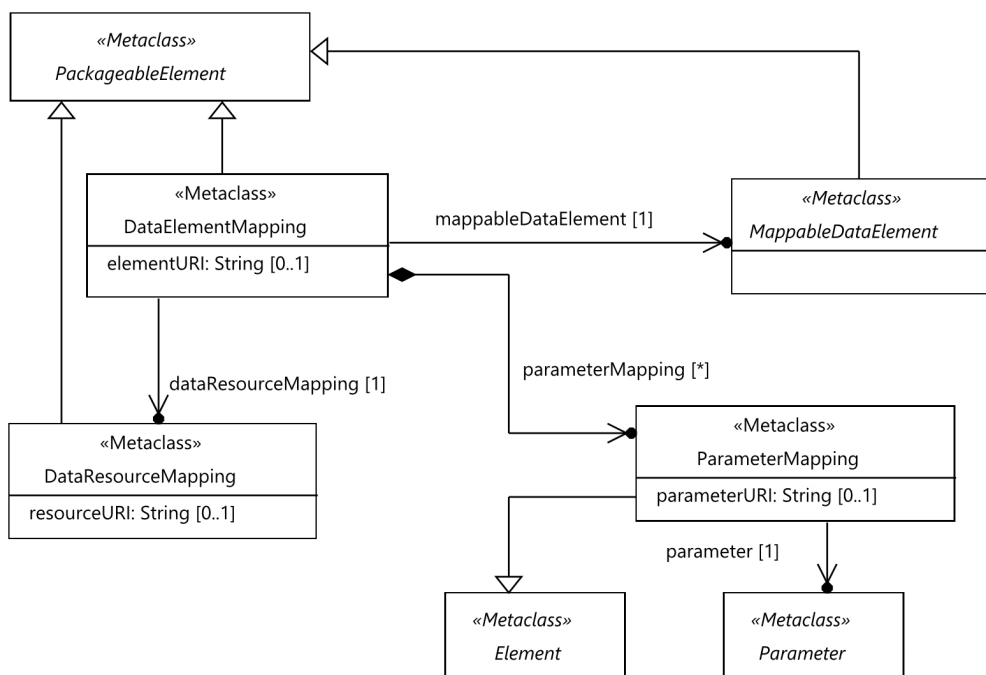 «Metaclass»
PackageableElement
«Metaclass»
DataElementMapping
elementURI: String [0..1]
mappableDataElement [1]
«Metaclass»
MappableDataElement
dataResourceMapping [1]
parameterMapping [*]
«Metaclass»
DataResourceMapping
resourceURI: String [0..1]
«Metaclass»
ParameterMapping
parameterURI: String [0..1]
parameter [1]
«Metaclass»
Element
«Metaclass»
Parameter